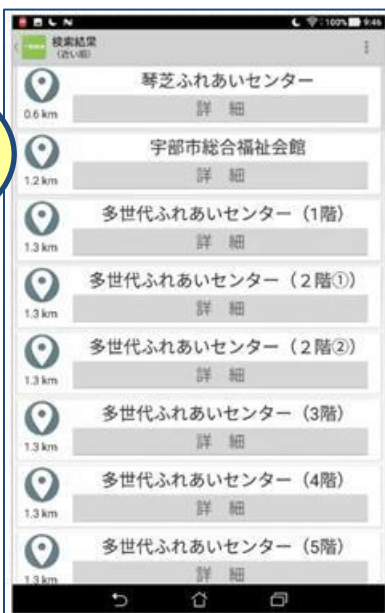 100% 9:46
検索結果
(近い順)
琴芝ふれあいセンター
0.6 km
詳 細
宇部市総合福祉会館
1.2 km
詳 細
多世代ふれあいセンター（1階）
1.3 km
詳 細
多世代ふれあいセンター（２階①）
1.3 km
詳 細
多世代ふれあいセンター（２階②）
1.3 km
詳 細
多世代ふれあいセンター（3階）
1.3 km
詳 細
多世代ふれあいセンター（4階）
1.3 km
詳 細
多世代ふれあいセンター（5階）
1.3 km
詳 細